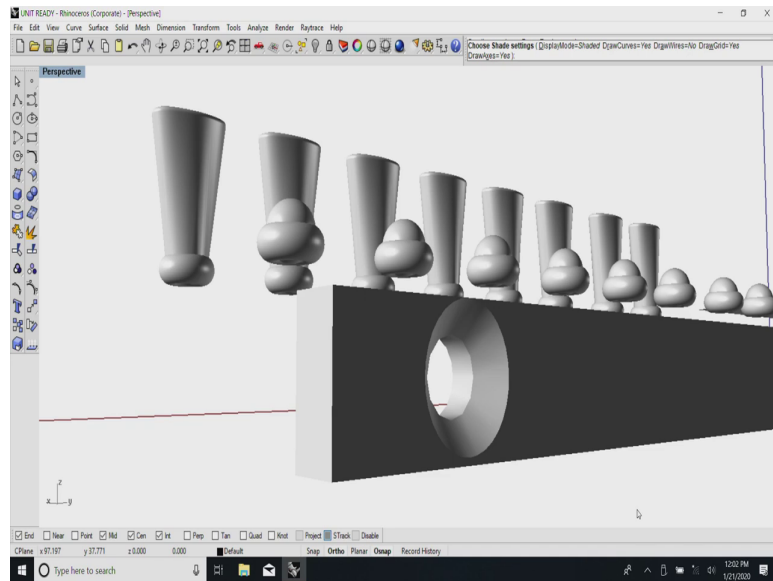 UNIT READY - Rhinoceros (Corporate) - [Perspective]
File Edit View Curve Surface Solid Mesh Dimension Transform Tools Analyze Render Raytrace Help
Choose Shade settings ( DisplayMode=Shaded DrawCurves=Yes DrawWires=No DrawGrid=Yes
DrawAxes=Yes ):
Perspective
z
x y
End Near Point Mid Cen Int Perp Tan Quad Knot Project STrack Disable
CPlane x 97.197 y 37.771 z 0.000 0.000 Default Snap Ortho Planar Osnap Record History
Type here to search
12:02 PM
1/21/2020